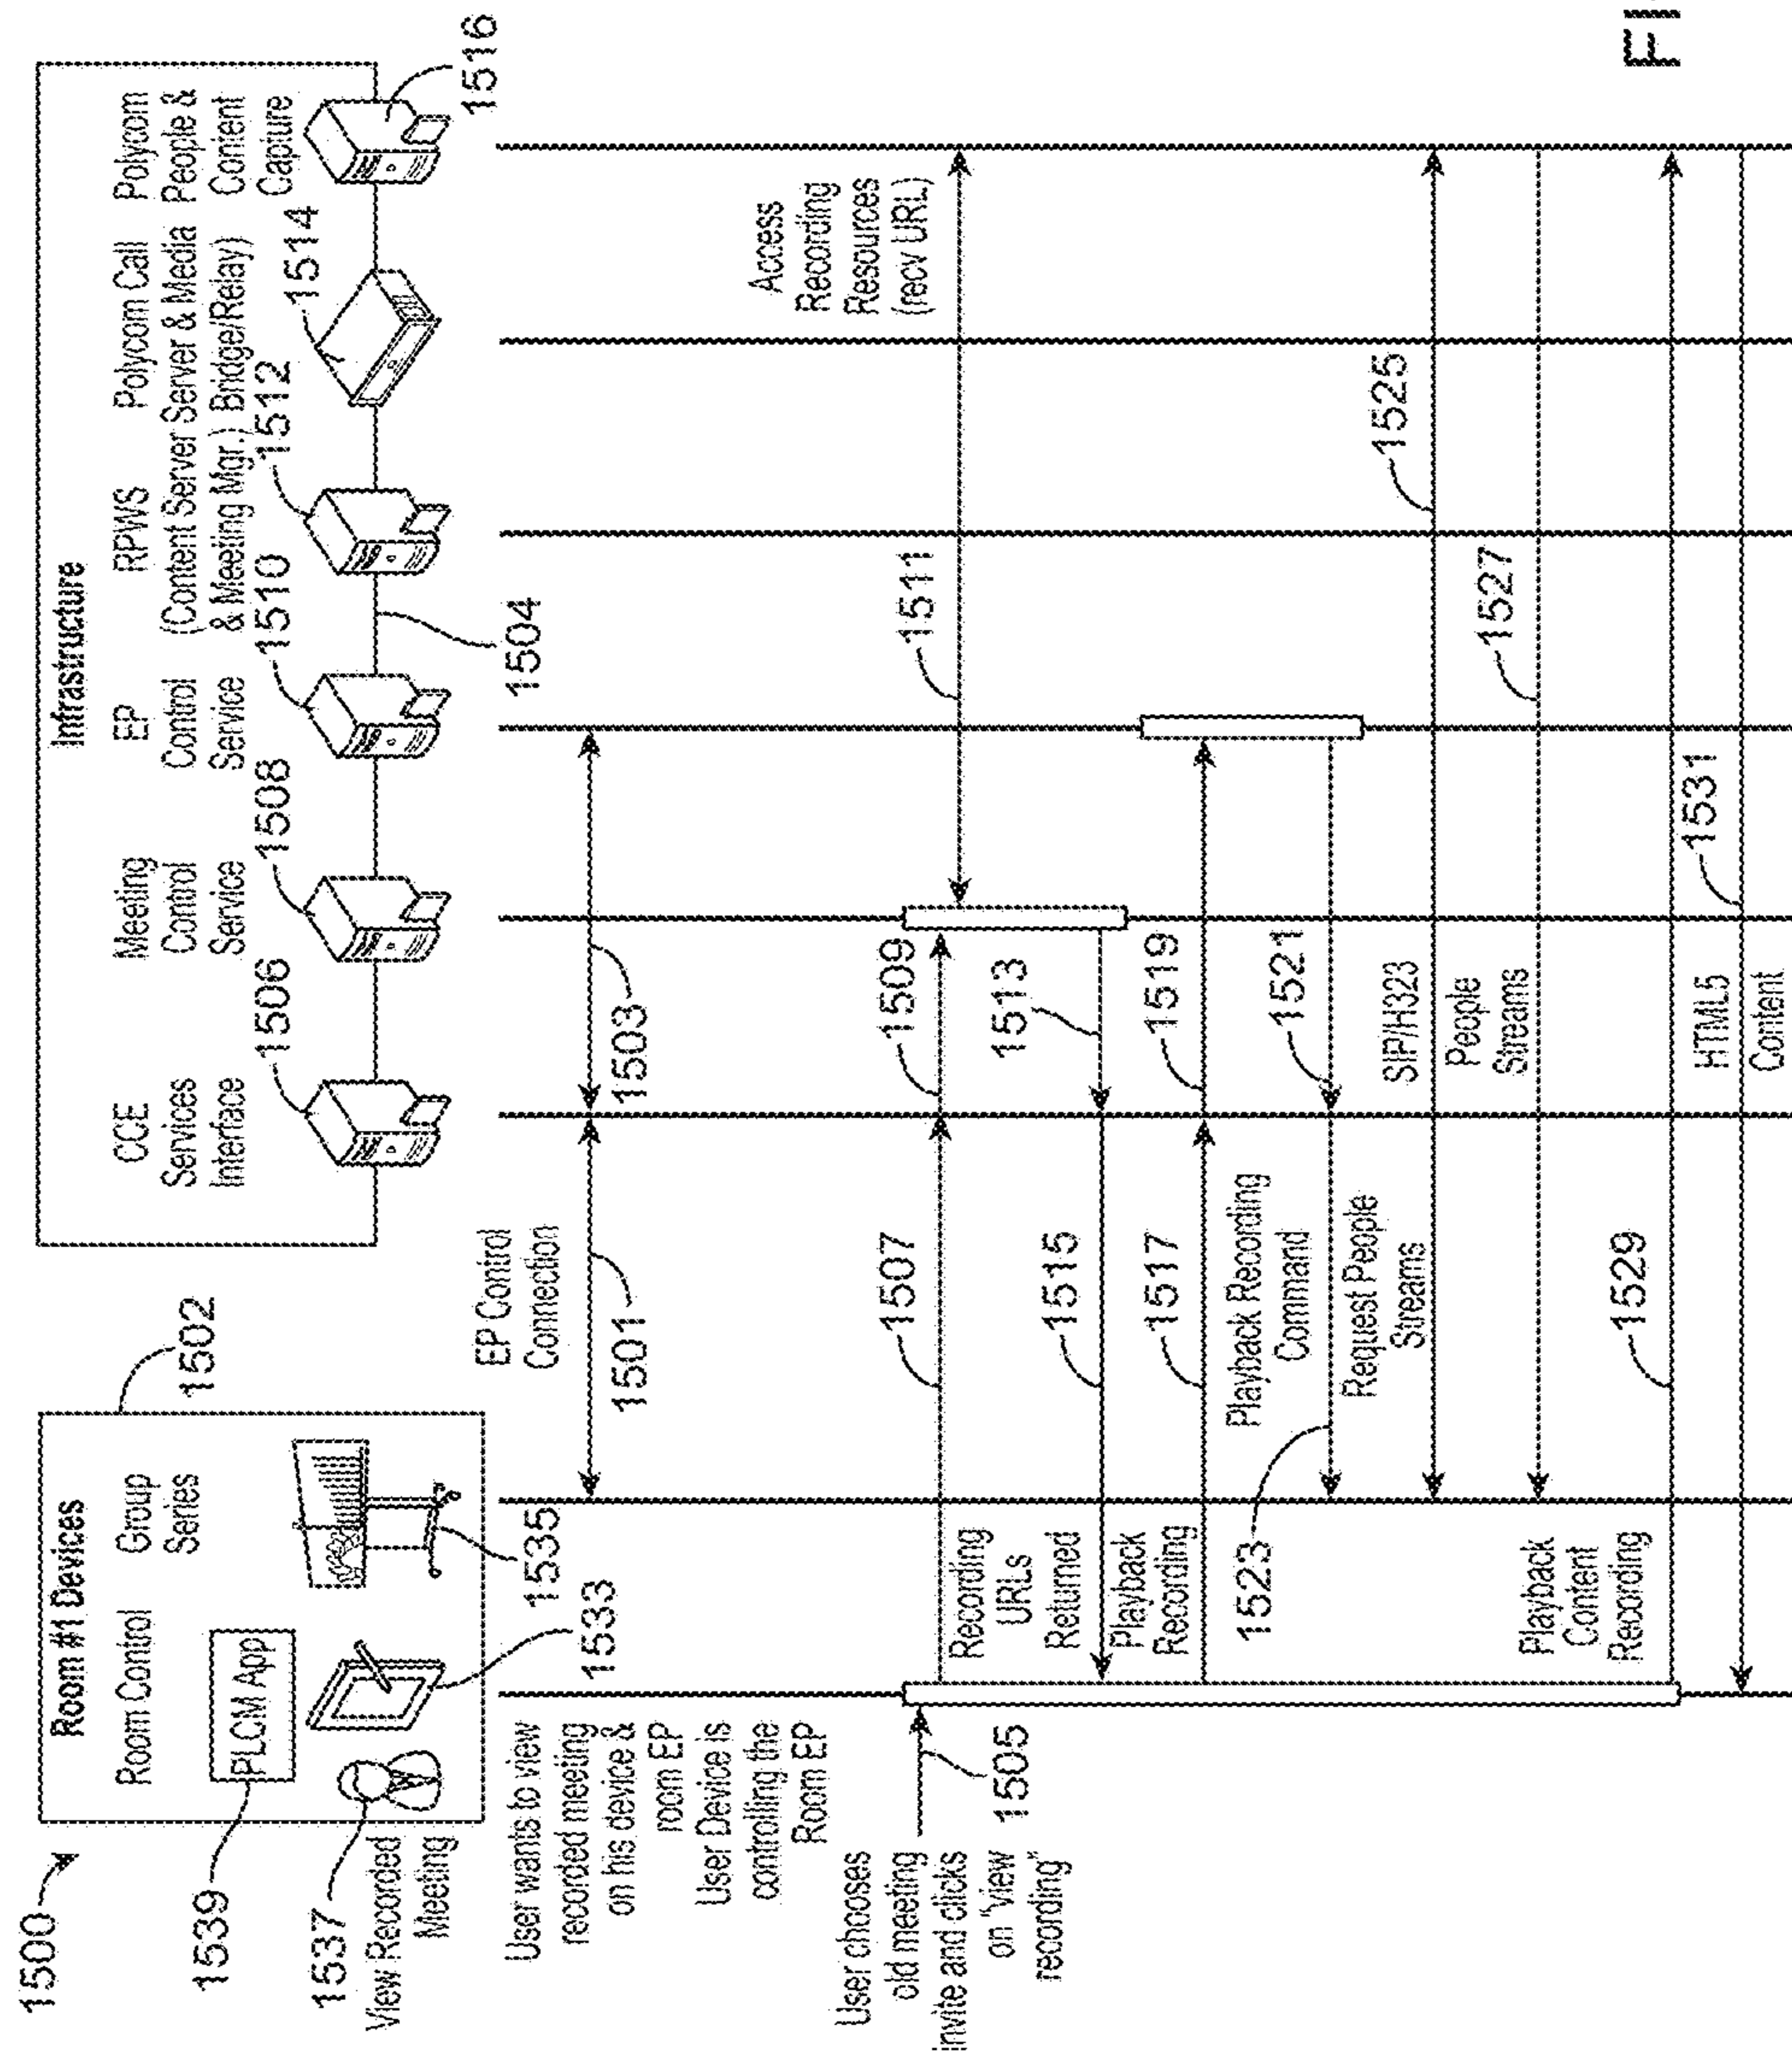 1500
Room #1 Devices
Room Control
Group
Series
PLCM App
1539
1537
1533
1535
1502
View Recorded
Meeting
Infrastructure
CCE
Services
Interface
1506
Meeting
Control
Service
1508
EP
Control
Service
1510
RPWS
(Content Server
& Meeting Mgr.)
1512
Polycom Call
Server & Media
Bridge/Relay)
1514
Polycom
People &
Content
Capture
1516
1504
User wants to view
recorded meeting
on his device &
room EP
User Device is
controlling the
Room EP
EP Control
Connection
1501
1503
User chooses
old meeting
invite and clicks
on "view
recording"
1505
1507
1509
1511
Access
Recording
Resources
(recv URL)
Recording
URLs
Returned
1513
1515
Playback
Recording
1517
1519
Playback Recording
Command
1521
1523
Request People
Streams
SIP/H323
1525
People
Streams
1527
Playback
Content
Recording
1529
HTML5
Content
1531